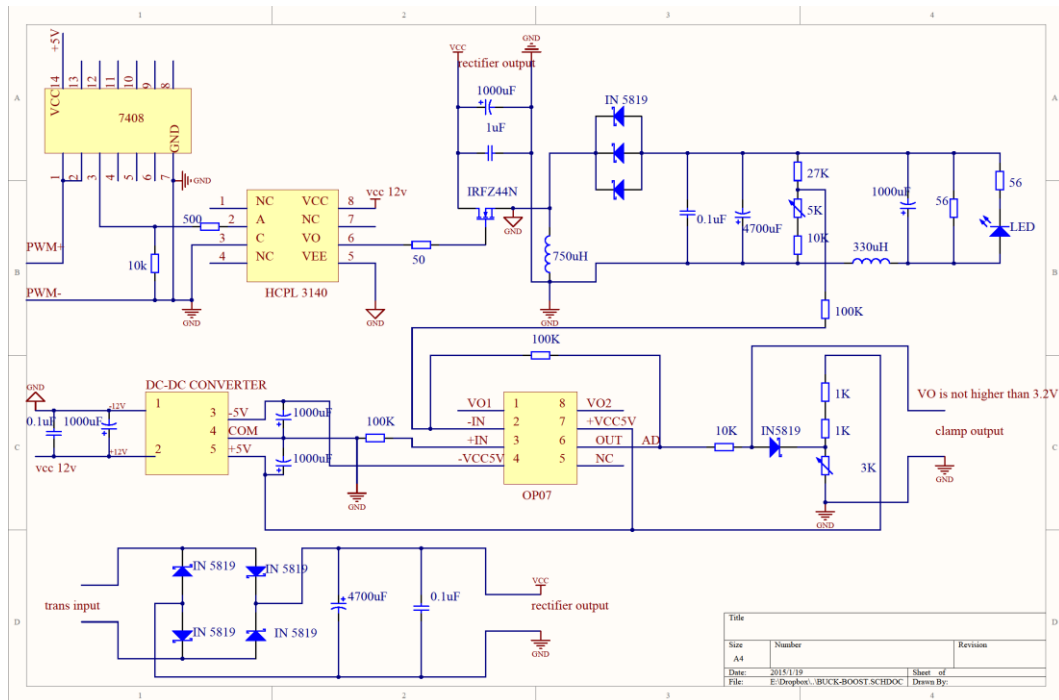 1 2 3 4
A A
B B
C C
D D
+5V
VCC14 13 12 11 10 9 8
7408
GND
1 2 3 4 5 6 7
GND
PWM+
PWM-
10k
500
1 NC VCC 8
2 A NC 7
3 C VO 6
4 NC VEE 5
HCPL 3140
vcc 12v
GND
GND
50
VCC
rectifier output
GND
1000uF
1uF
IRFZ44N
GND
750uH
GND
IN 5819
0.1uF
4700uF
27K
5K
10K
1000uF
330uH
56
56
LED
100K
100K
GND
DC-DC CONVERTER
-12V
+12V
0.1uF
1000uF
vcc 12v
1
2
3 -5V
4 COM
5 +5V
1000uF
1000uF
100K
GND
VO1 1 8 VO2
-IN 2 7 +VCC5V
+IN 3 6 OUT AD
-VCC5V 4 5 NC
OP07
10K
IN5819
1K
1K
3K
GND
VO is not higher than 3.2V
clamp output
GND
trans input
IN 5819
IN 5819
IN 5819
IN 5819
4700uF
0.1uF
VCC
rectifier output
GND
Title
Size Number Revision
A4
Date: 2015/1/19 Sheet of
File: E:\Dropbox\..\BUCK-BOOST.SCHDOC Drawn By:
1 2 3 4